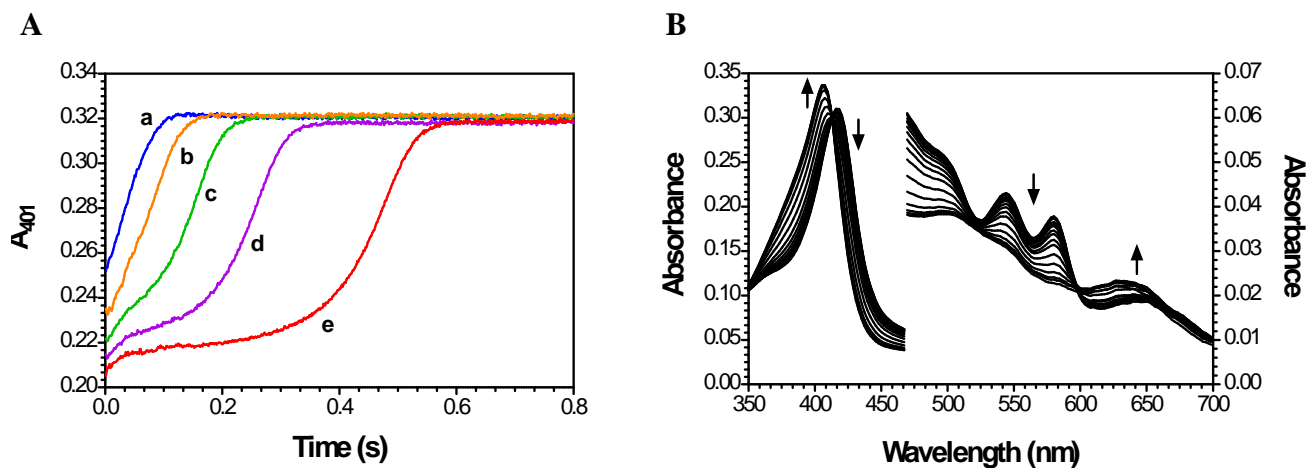 A
0.34
0.32
0.30
0.28
0.26
0.24
0.22
0.20
A401
a
b
c
d
e
0.0 0.2 0.4 0.6 0.8
Time (s)
B
0.35
0.30
0.25
0.20
0.15
0.10
0.05
0.00
Absorbance
0.07
0.06
0.05
0.04
0.03
0.02
0.01
0.00
Absorbance
350 400 450 500 550 600 650 700
Wavelength (nm)